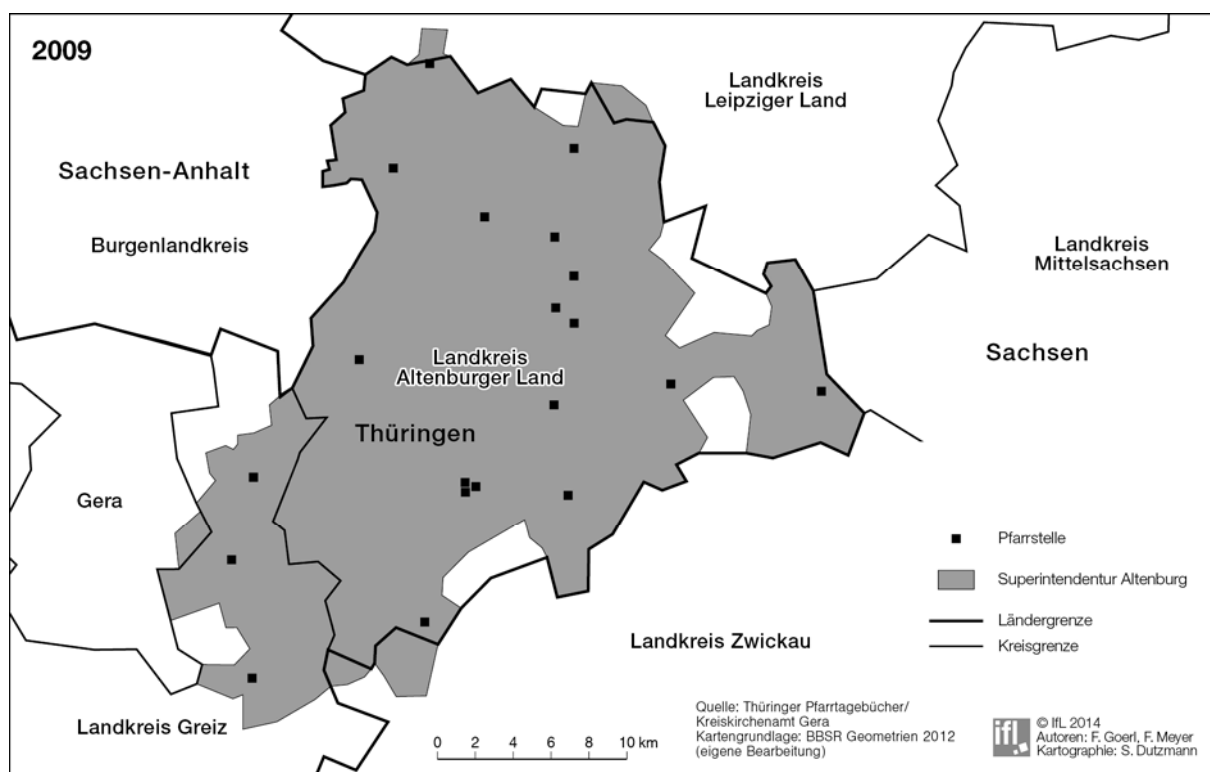 2009
Landkreis
Leipziger Land
Sachsen-Anhalt
Burgenlandkreis
Landkreis
Mittelsachsen
Sachsen
Landkreis
Altenburger Land
Thüringen
Gera
Pfarrstelle
Superintendentur Altenburg
Ländergrenze
Kreisgrenze
Landkreis Zwickau
Landkreis Greiz
0 2 4 6 8 10 km
Quelle: Thüringer Pfarrtagebücher/
Kreiskirchenamt Gera
Kartengrundlage: BBSR Geometrien 2012
(eigene Bearbeitung)
ifl
© IfL 2014
Autoren: F. Goerl, F. Meyer
Kartographie: S. Dutzmann